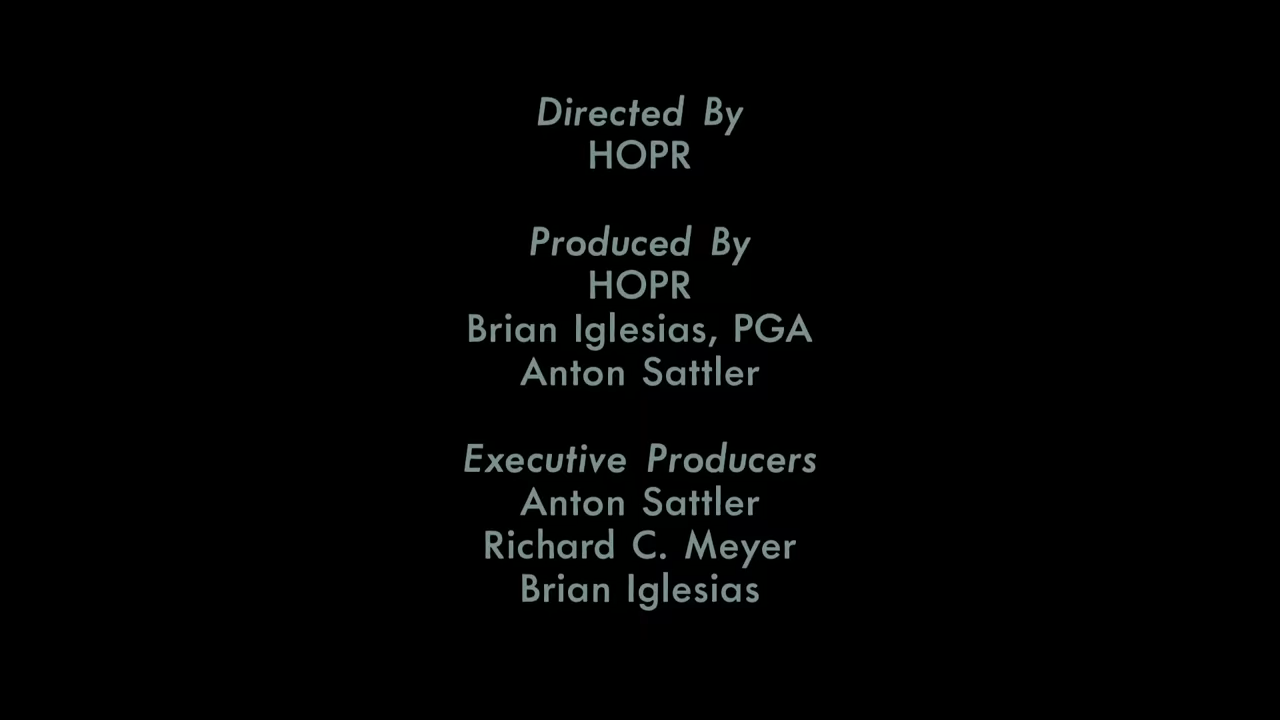 Directed By
HOPR
Produced By
HOPR
Brian Iglesias, PGA
Anton Sattler
Executive Producers
Anton Sattler
Richard C. Meyer
Brian Iglesias